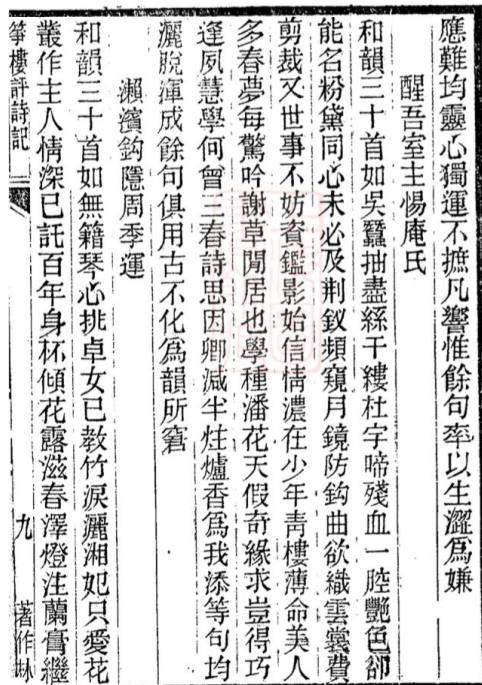 應難均靈心獨運不摭凡響惟餘句率以生澀為嫌
醒吾室主惕庵氏
和韻三十首如吳蠶抽盡絲千縷杜字啼殘血一腔豔色卻
能名粉黛同心未必及荆釵頻窺月鏡防鈎曲欲織雲裳費
剪裁又世事不妨資鑑影始信情濃在少年靑樓薄命美人
多春夢每驚吟謝草閒居也學種潘花天假奇緣求豈得巧
逢夙慧學何曾三春詩思因卿減半炷爐香為我添等句均
灑脫渾成餘句俱用古不化為韻所窘
瀨濱鈎隱周季運
和韻三十首如無籍琴心挑卓女已教竹淚灑湘妃只愛花
叢作主人情深已託百年身杯傾花露滋春澤燈注蘭膏繼
箏樓評詩記
九
著作林